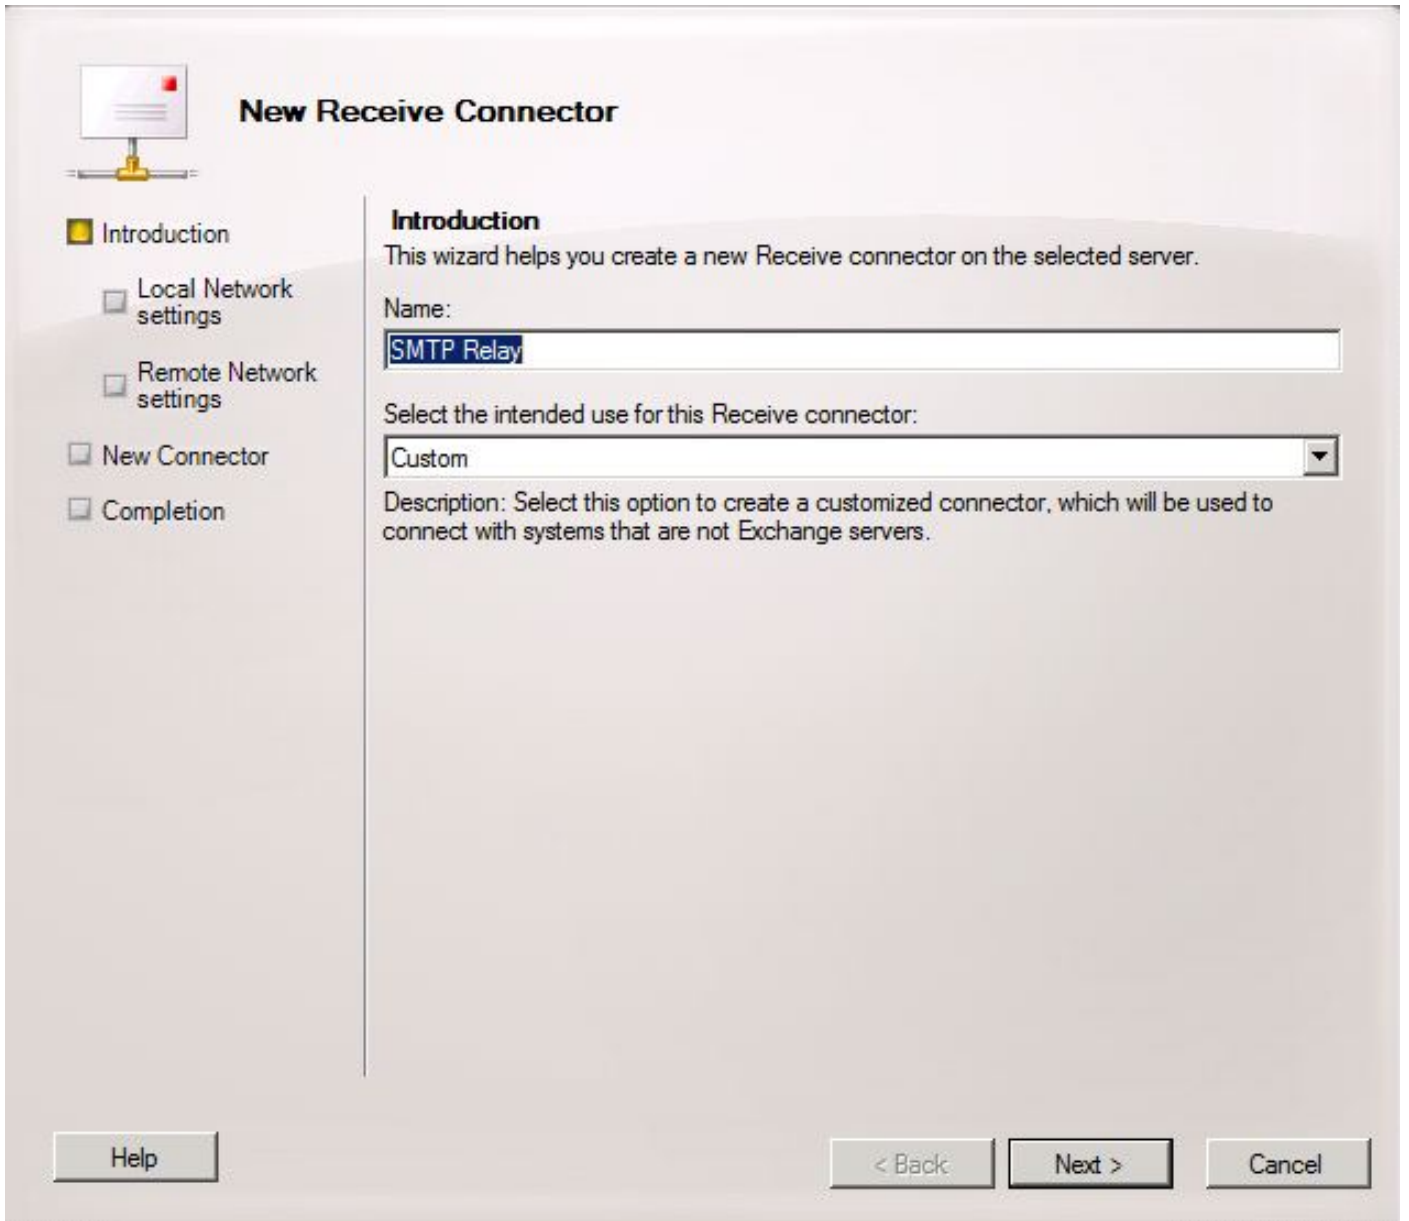 New Receive Connector
Introduction
Local Network
settings
Remote Network
settings
New Connector
Completion
Introduction
This wizard helps you create a new Receive connector on the selected server.
Name:
SMTP Relay
Select the intended use for this Receive connector:
Custom
Description: Select this option to create a customized connector, which will be used to
connect with systems that are not Exchange servers.
Help
< Back
Next >
Cancel